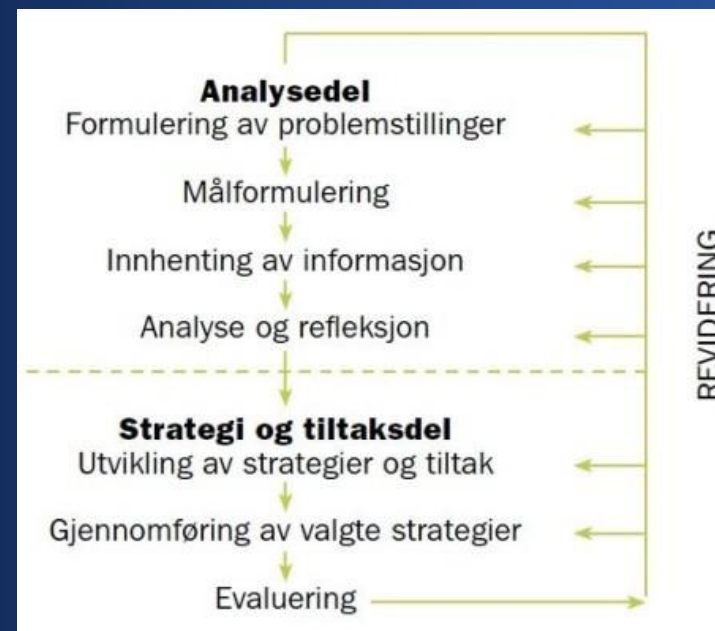 Analysedel
Formulering av problemstillinger
Målformulering
Innhenting av informasjon
Analyse og refleksjon
Strategi og tiltaksdel
Utvikling av strategier og tiltak
Gjennomføring av valgte strategier
Evaluering
REVIDERING